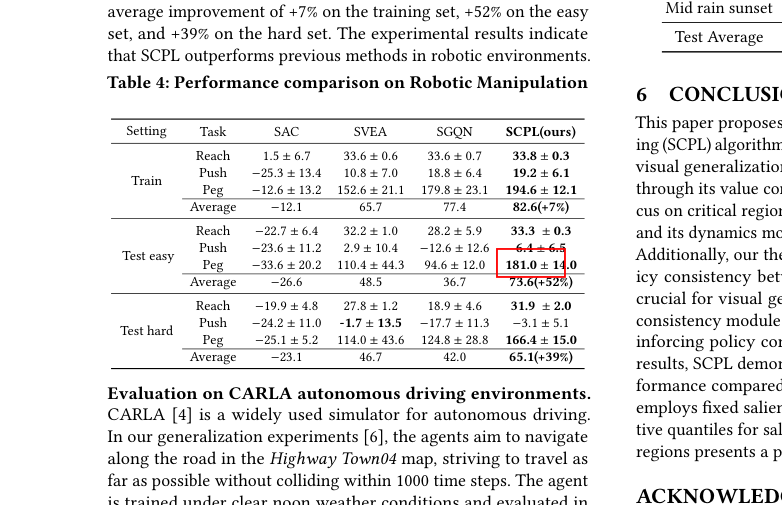 average improvement of +7% on the training set, +52% on the easy
set, and +39% on the hard set. The experimental results indicate
that SCPL outperforms previous methods in robotic environments.
Table 4: Performance comparison on Robotic Manipulation
Setting Task SAC SVEA SGQN SCPL(ours)
Reach 1.5 ± 6.7 33.6 ± 0.6 33.6 ± 0.7 33.8 ± 0.3
Push −25.3 ± 13.4 10.8 ± 7.0 18.8 ± 6.4 19.2 ± 6.1
Train
Peg −12.6 ± 13.2 152.6 ± 21.1 179.8 ± 23.1 194.6 ± 12.1
Average −12.1 65.7 77.4 82.6(+7%)
Reach −22.7 ± 6.4 32.2 ± 1.0 28.2 ± 5.9 33.3 ± 0.3
Push −23.6 ± 11.2 2.9 ± 10.4 −12.6 ± 12.6 6.4 ± 6.5
Test easy
Peg −33.6 ± 20.2 110.4 ± 44.3 94.6 ± 12.0 181.0 ± 14.0
Average −26.6 48.5 36.7 73.6(+52%)
Reach −19.9 ± 4.8 27.8 ± 1.2 18.9 ± 4.6 31.9 ± 2.0
Push −24.2 ± 11.0 -1.7 ± 13.5 −17.7 ± 11.3 −3.1 ± 5.1
Test hard
Peg −25.1 ± 5.2 114.0 ± 43.6 124.8 ± 28.8 166.4 ± 15.0
Average −23.1 46.7 42.0 65.1(+39%)
Evaluation on CARLA autonomous driving environments.
CARLA [4] is a widely used simulator for autonomous driving.
In our generalization experiments [6], the agents aim to navigate
along the road in the Highway Town04 map, striving to travel as
far as possible without colliding within 1000 time steps. The agent
is trained under clear noon weather conditions and evaluated in
Mid rain sunset
Test Average
6 CONCLUSIO
This paper proposes
ing (SCPL) algorithm
visual generalization
through its value con
cus on critical region
and its dynamics mo
Additionally, our the
icy consistency betw
crucial for visual ge
consistency module
inforcing policy con
results, SCPL demon
formance compared
employs fixed salien
tive quantiles for sal
regions presents a p
ACKNOWLEDG